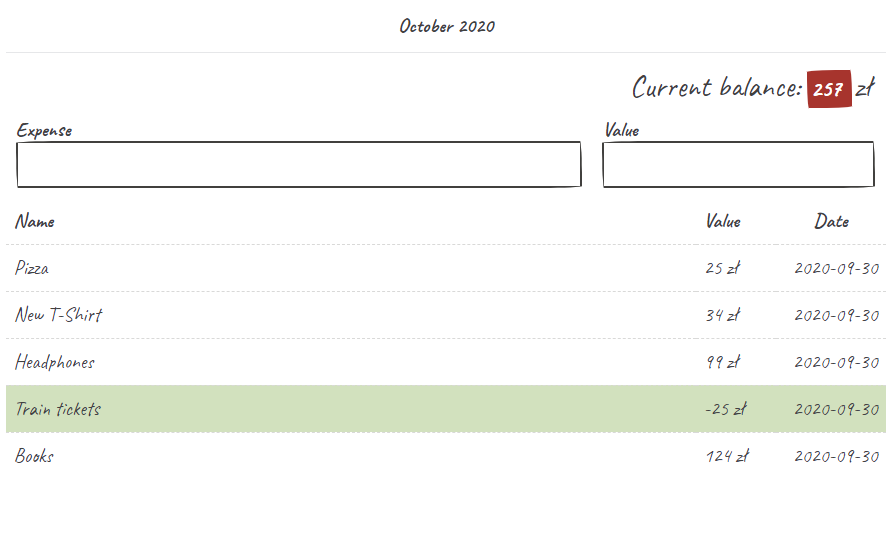 October 2020
Current balance: 257 zł
Expense Value
Name Value Date
Pizza 25 zł 2020-09-30
New T-Shirt 34 zł 2020-09-30
Headphones 99 zł 2020-09-30
Train tickets -25 zł 2020-09-30
Books 124 zł 2020-09-30